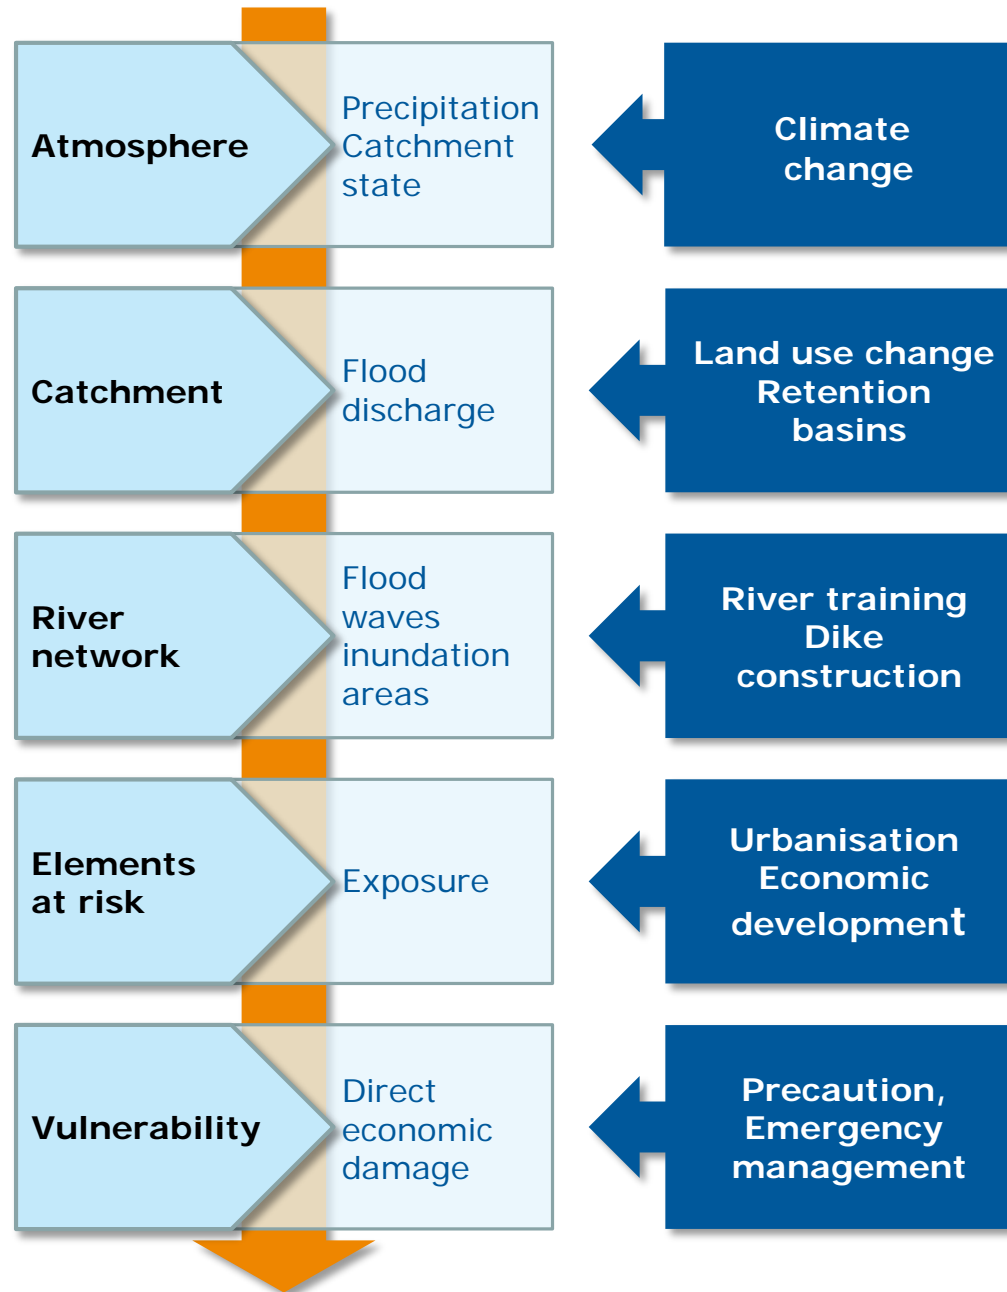 Atmosphere
Precipitation
Catchment
state
Climate
change
Catchment
Flood
discharge
Land use change
Retention
basins
River
network
Flood
waves
inundation
areas
River training
Dike
construction
Elements
at risk
Exposure
Urbanisation
Economic
development
Vulnerability
Direct
economic
damage
Precaution,
Emergency
management